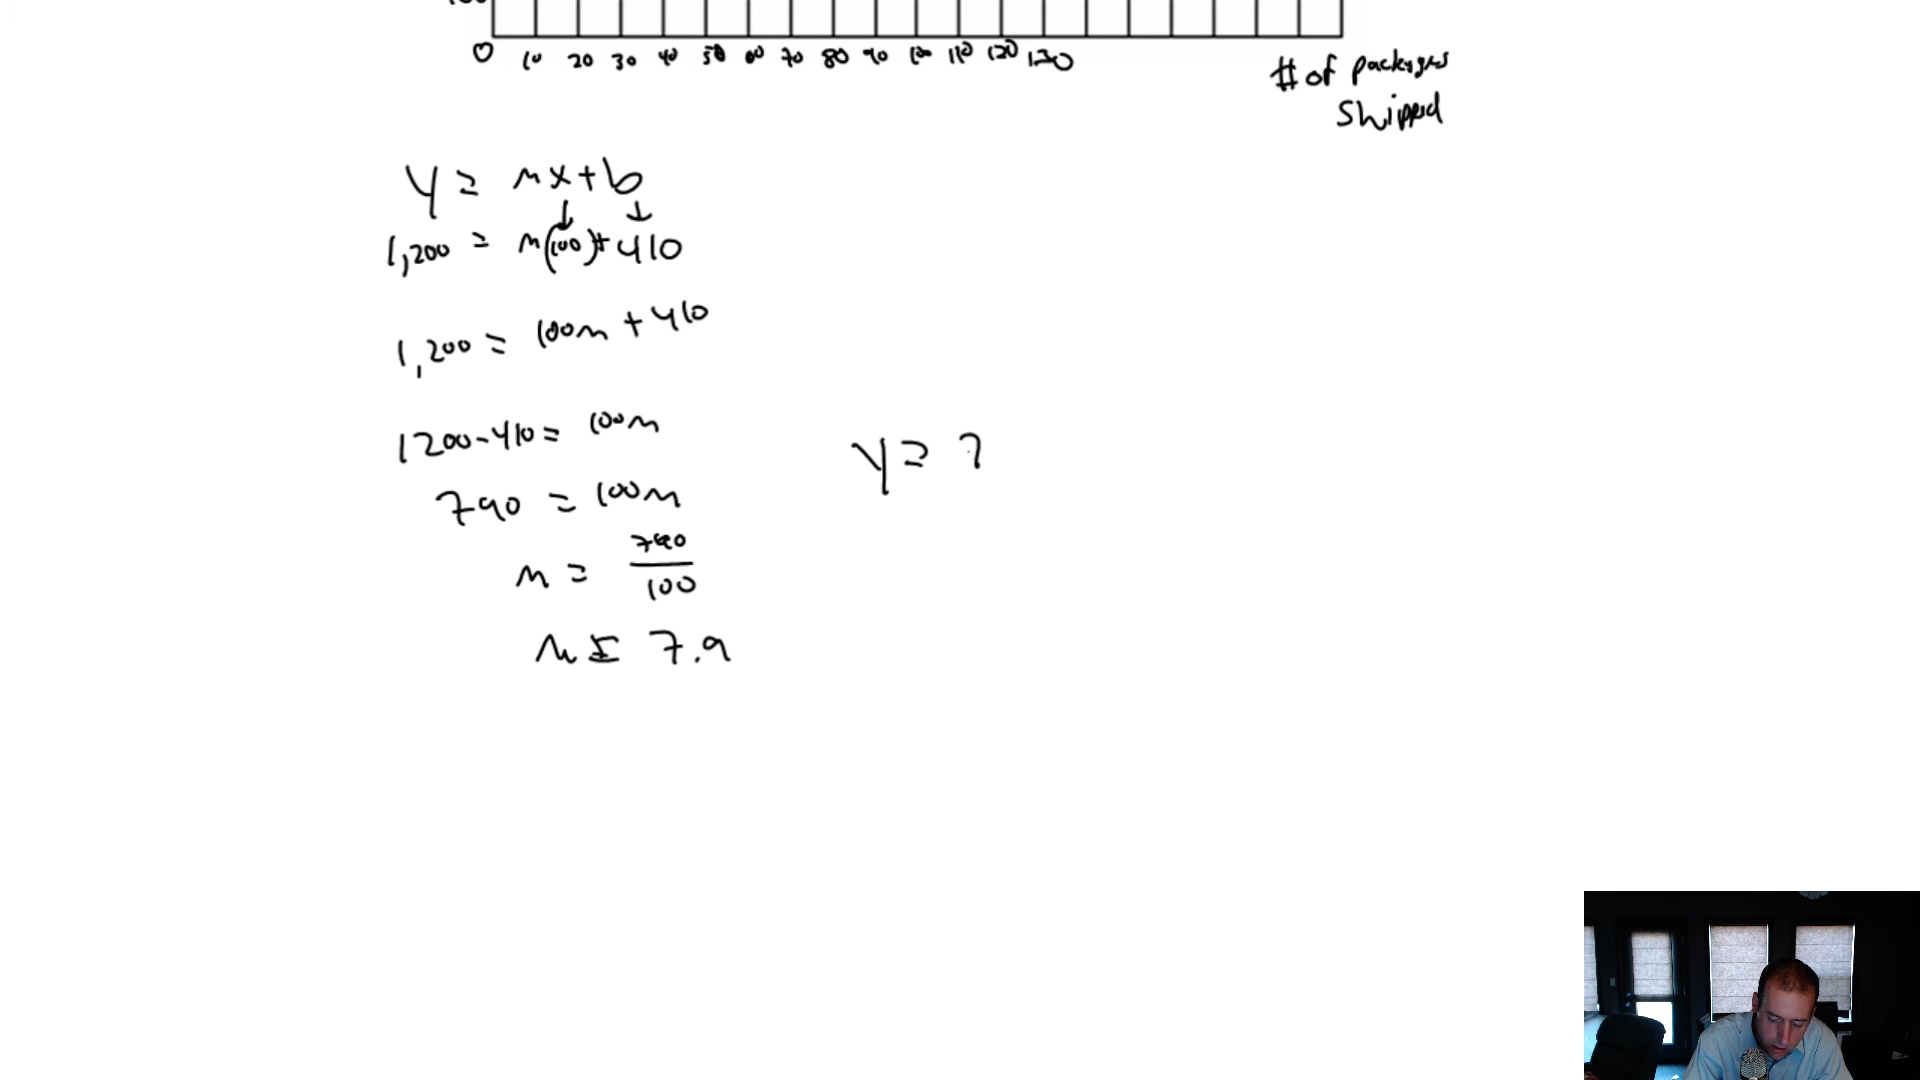 0 10 20 30 40 50 60 70 80 90 100 110 120 130
# of packages
shipped
y = mx + b
↓ ↓
1,200 = m(100) + 410
1,200 = 100m + 410
1200 - 410 = 100m
y = ?
790 = 100m
m = 790
100
m = 7.9